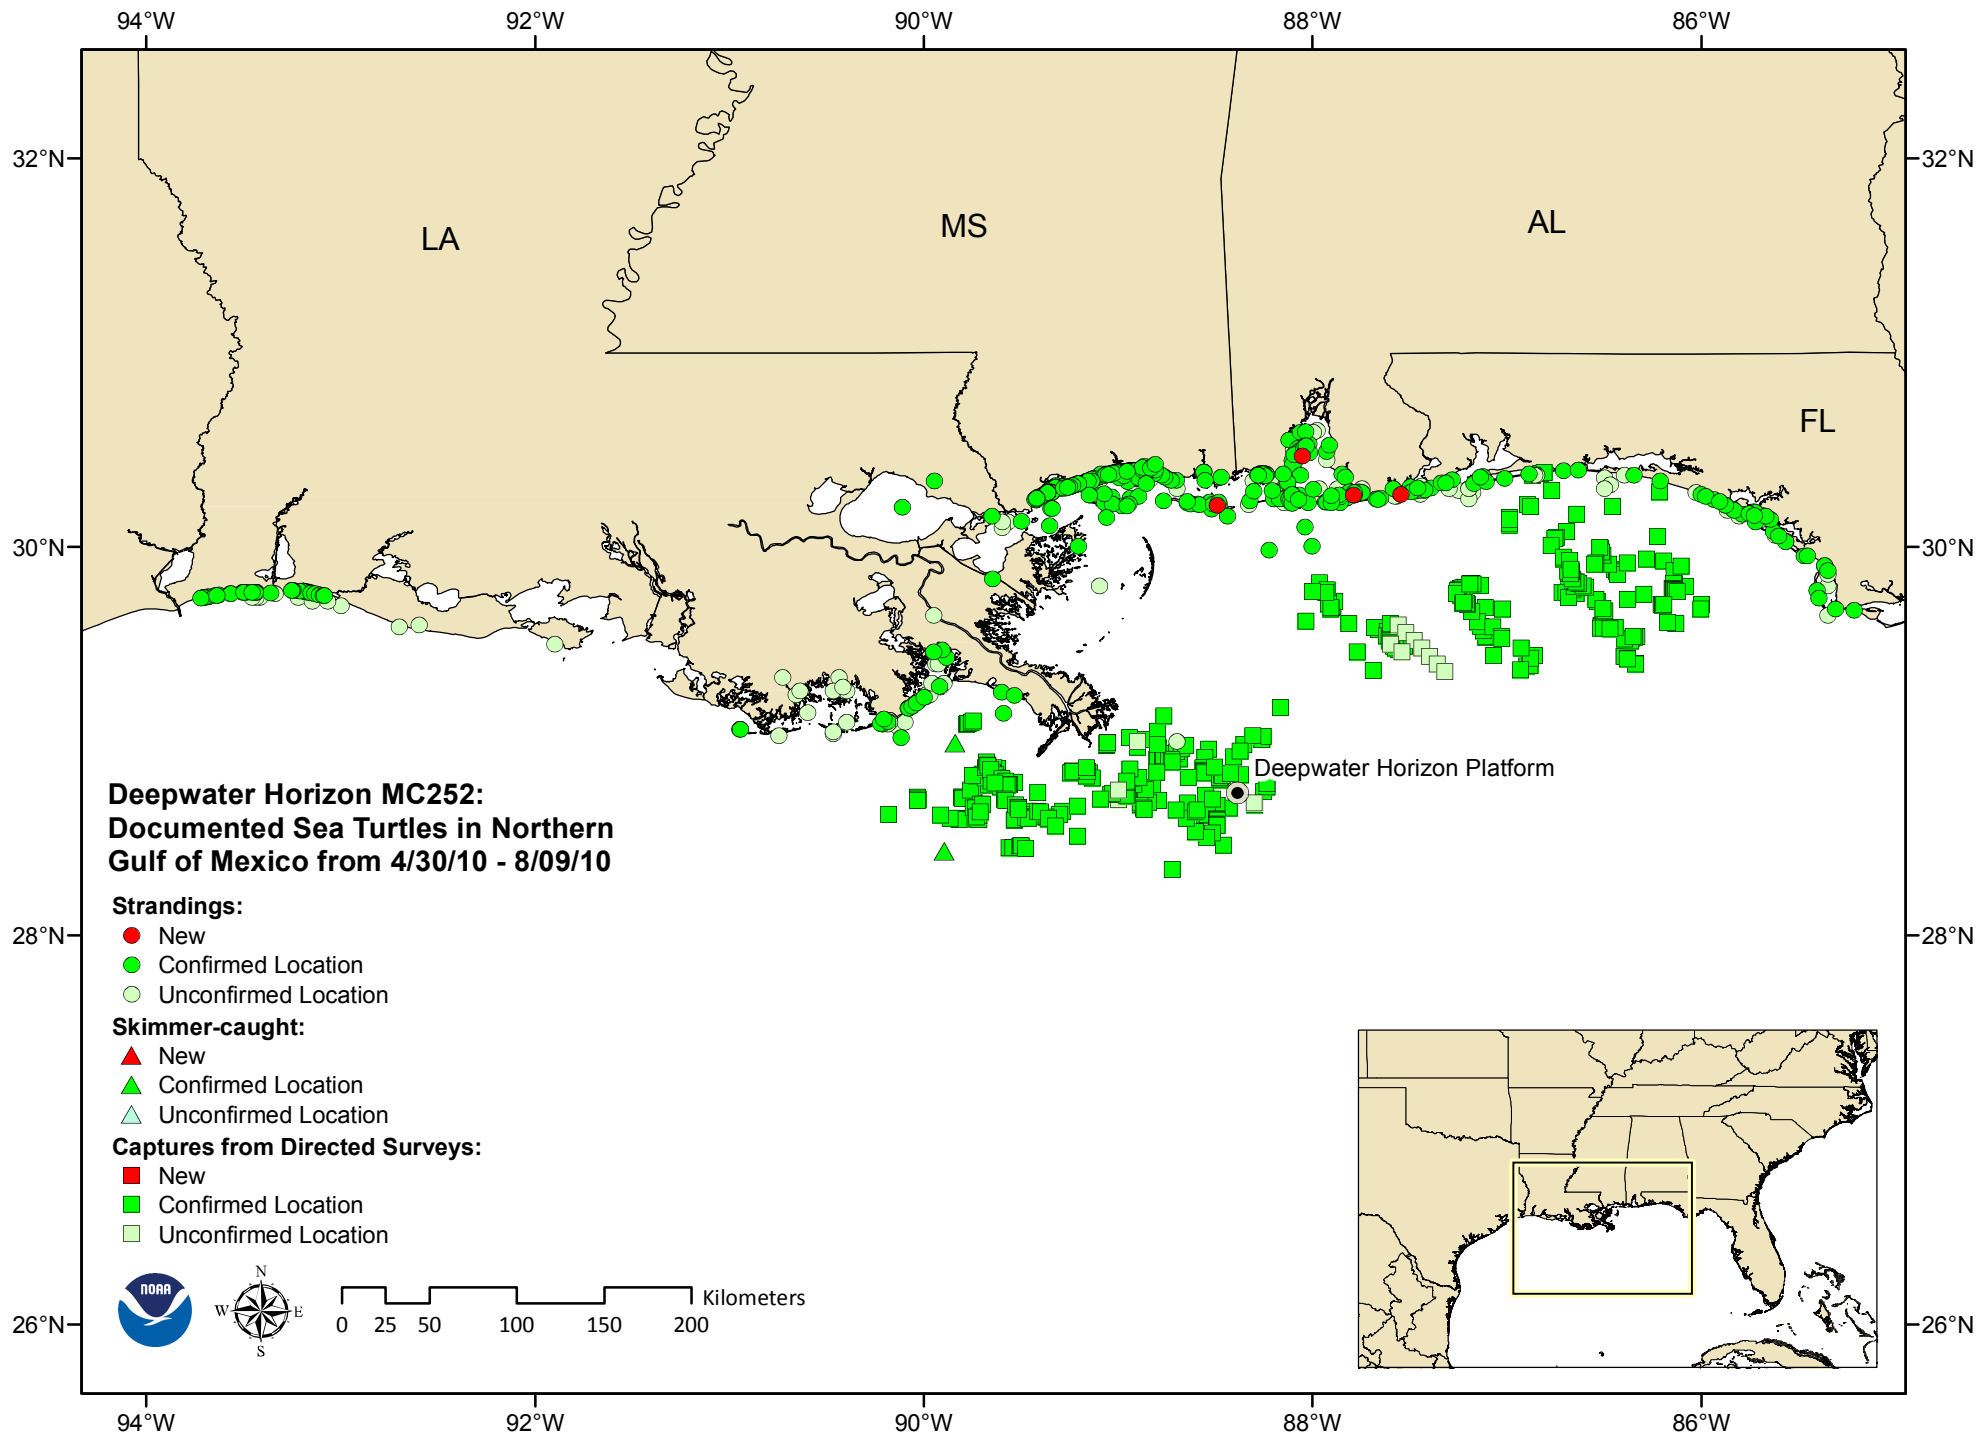 94°W 92°W 90°W 88°W 86°W
32°N 32°N
LA MS AL
FL
30°N 30°N
Deepwater Horizon Platform
Deepwater Horizon MC252:
Documented Sea Turtles in Northern
Gulf of Mexico from 4/30/10 - 8/09/10
Strandings:
New
28°N 28°N
Confirmed Location
Unconfirmed Location
Skimmer-caught:
New
Confirmed Location
Unconfirmed Location
Captures from Directed Surveys:
New
Confirmed Location
Unconfirmed Location
NOAA
N
W E
S
Kilometers
0 25 50 100 150 200
26°N 26°N
94°W 92°W 90°W 88°W 86°W